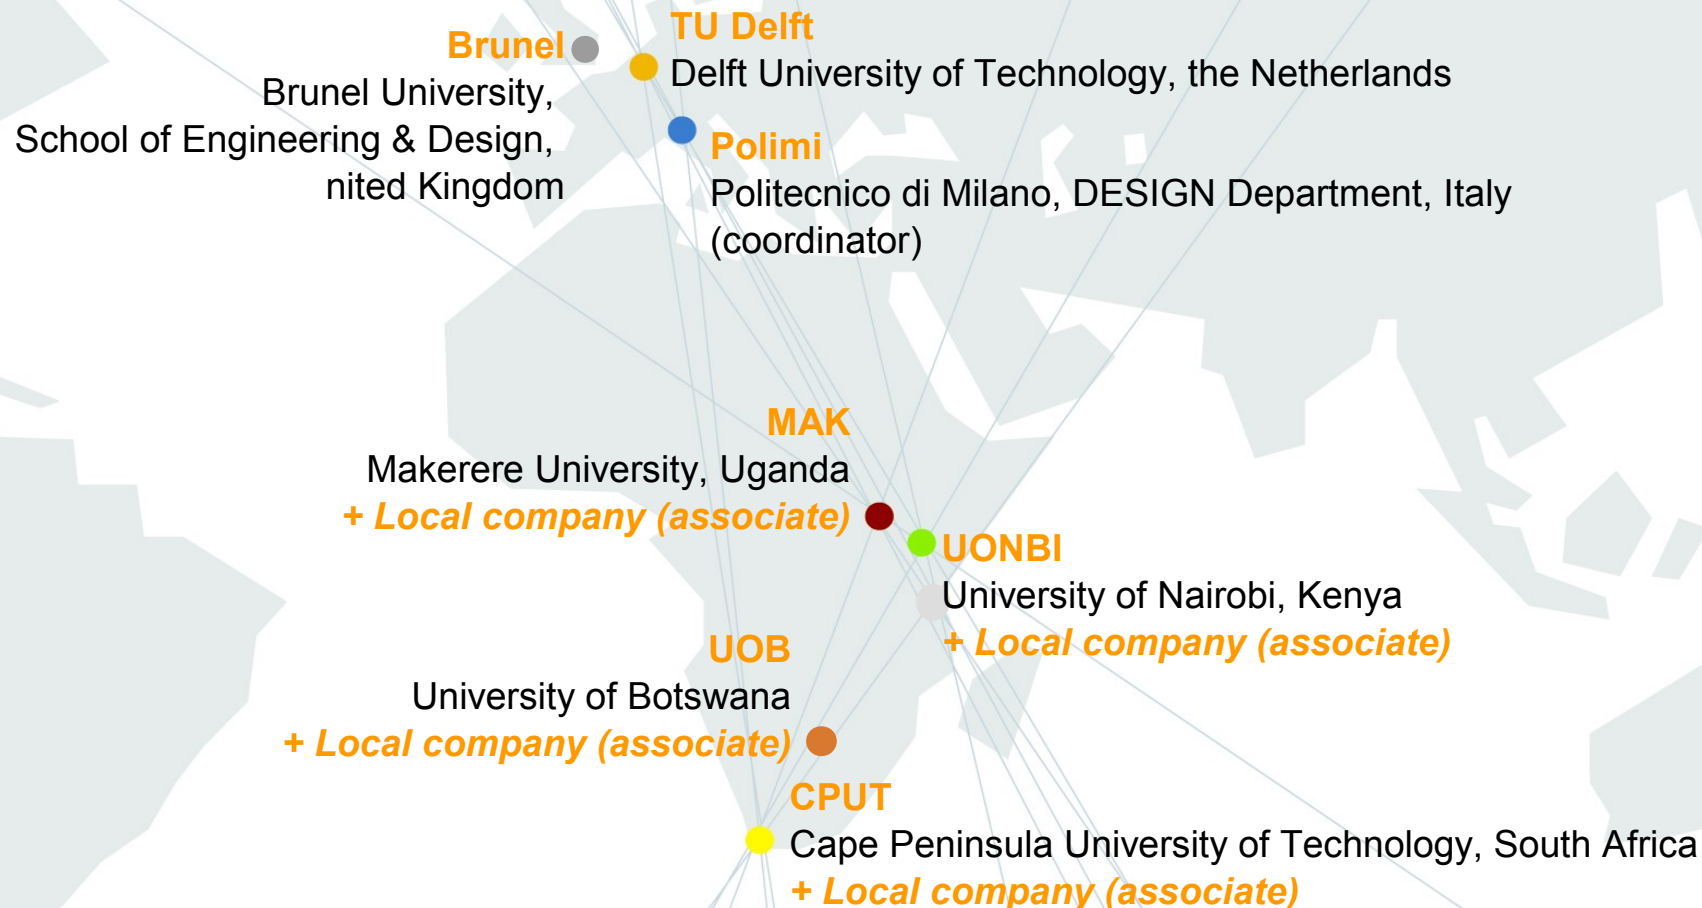 Brunel
Brunel University,
School of Engineering & Design,
nited Kingdom
TU Delft
Delft University of Technology, the Netherlands
Polimi
Politecnico di Milano, DESIGN Department, Italy
(coordinator)
MAK
Makerere University, Uganda
+ Local company (associate)
UONBI
University of Nairobi, Kenya
+ Local company (associate)
UOB
University of Botswana
+ Local company (associate)
CPUT
Cape Peninsula University of Technology, South Africa
+ Local company (associate)